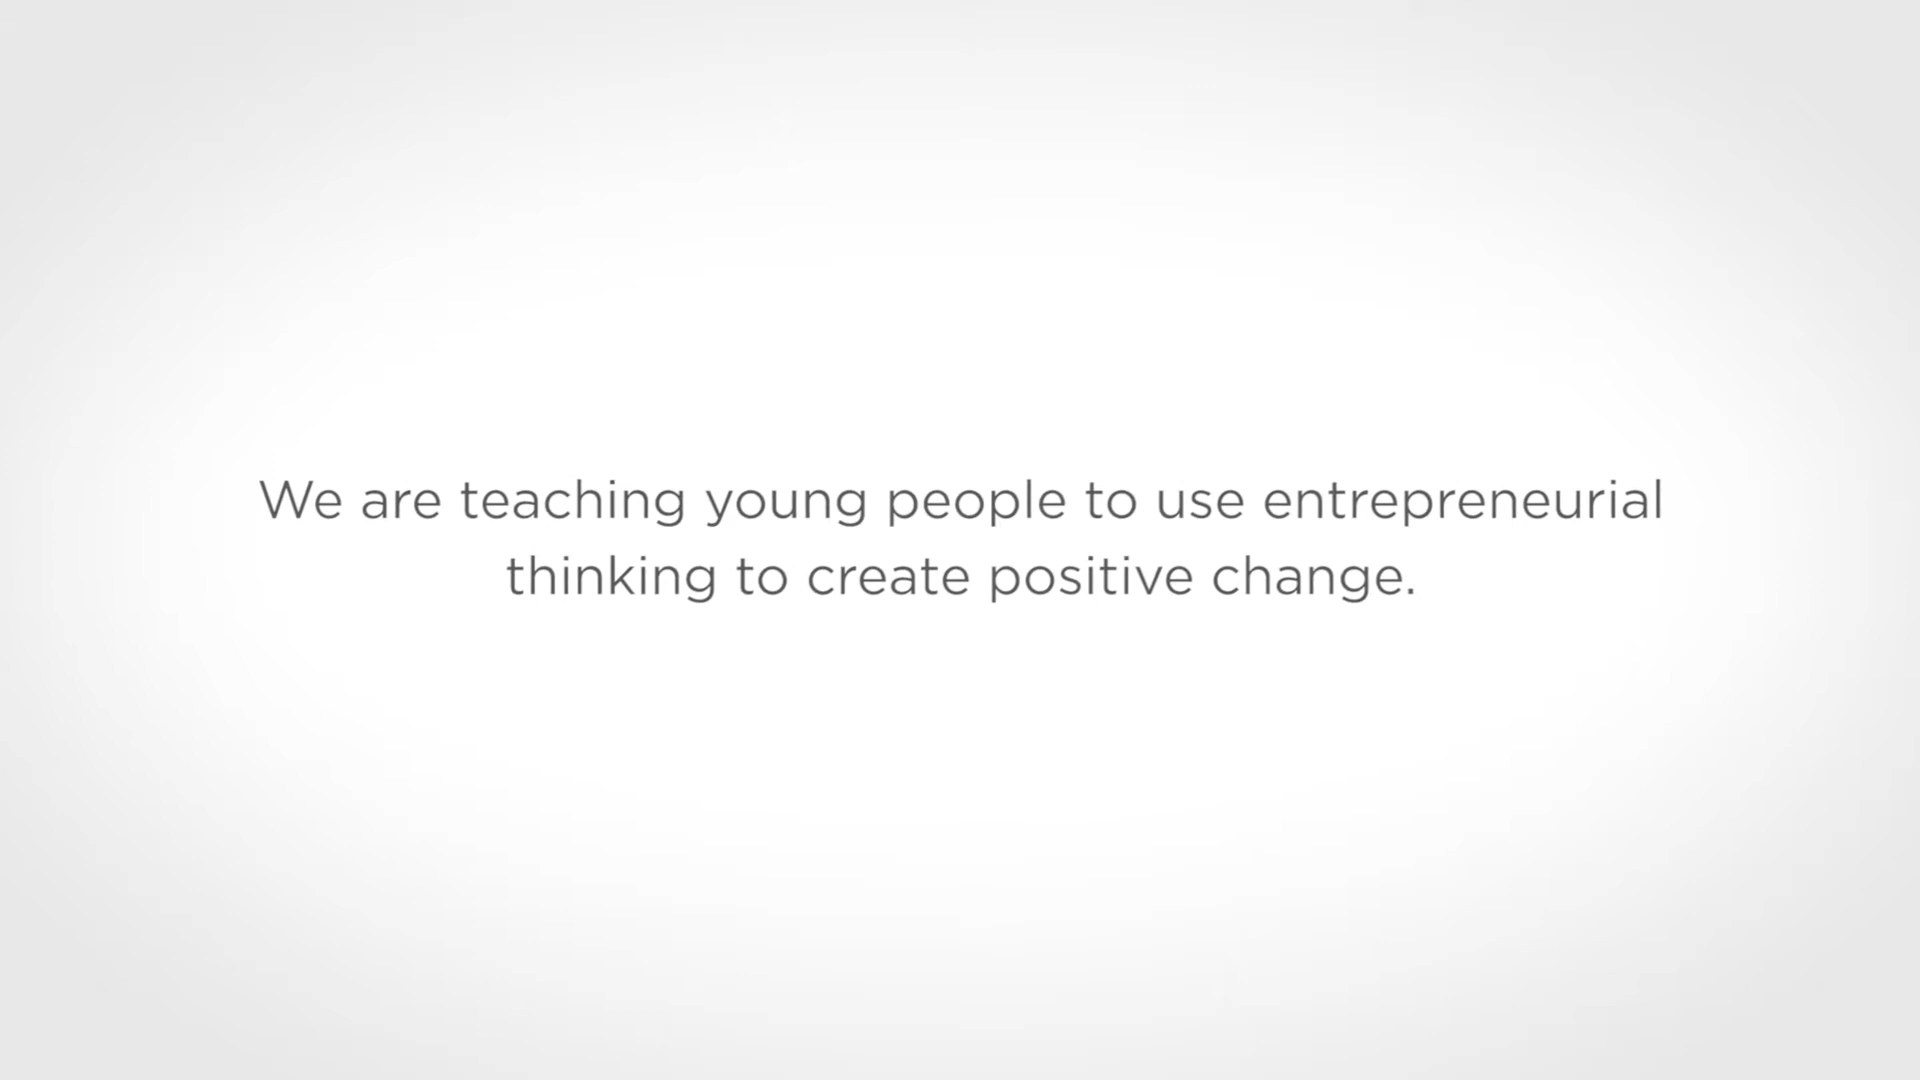 We are teaching young people to use entrepreneurial
thinking to create positive change.